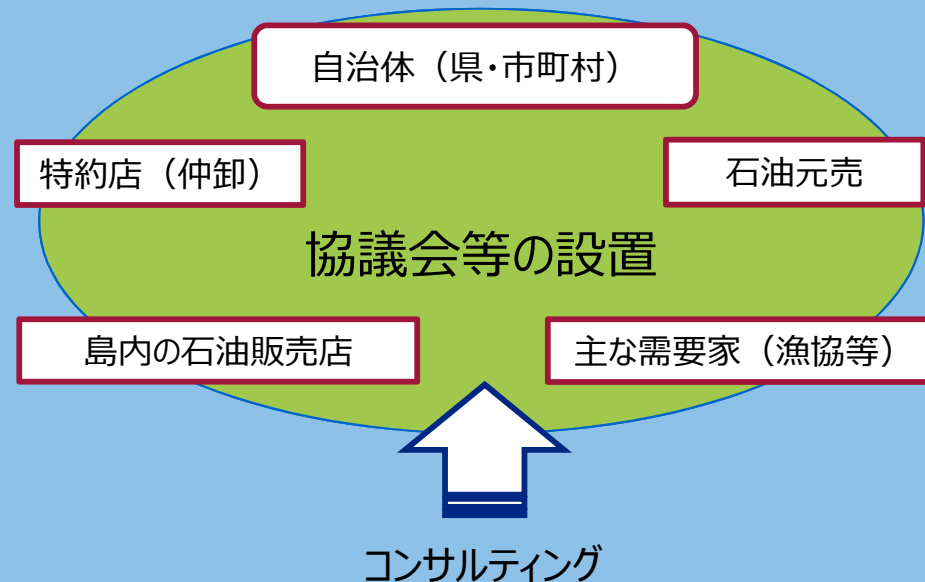 自治体（県・市町村）
特約店（仲卸）
石油元売
協議会等の設置
島内の石油販売店
主な需要家（漁協等）
コンサルティング